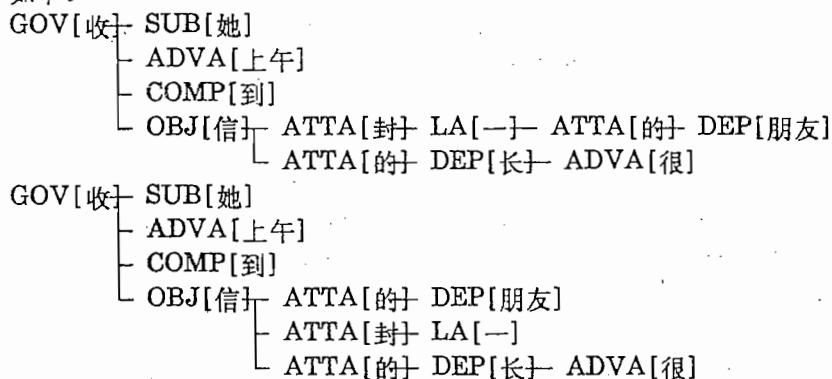 GOV[收]┬ SUB[她]
├ ADVA[上午]
├ COMP[到]
└ OBJ[信]┬ ATTA[封]─ LA[一]─ ATTA[的]─ DEP[朋友]
└ ATTA[的]─ DEP[长]─ ADVA[很]
GOV[收]┬ SUB[她]
├ ADVA[上午]
├ COMP[到]
└ OBJ[信]┬ ATTA[的]─ DEP[朋友]
├ ATTA[封]─ LA[一]
└ ATTA[的]─ DEP[长]─ ADVA[很]